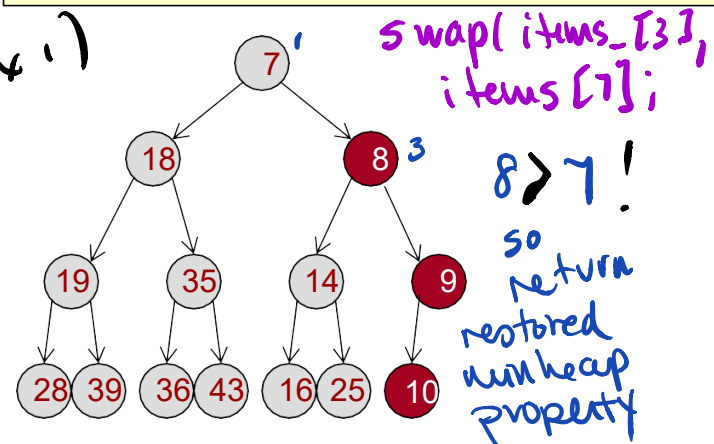 swap( items_[3],
items[7];
7 1
18 8 3
8 > 7 !
so
return
19 35 14 9
restored
minheap
property
28 39 36 43 16 25 10